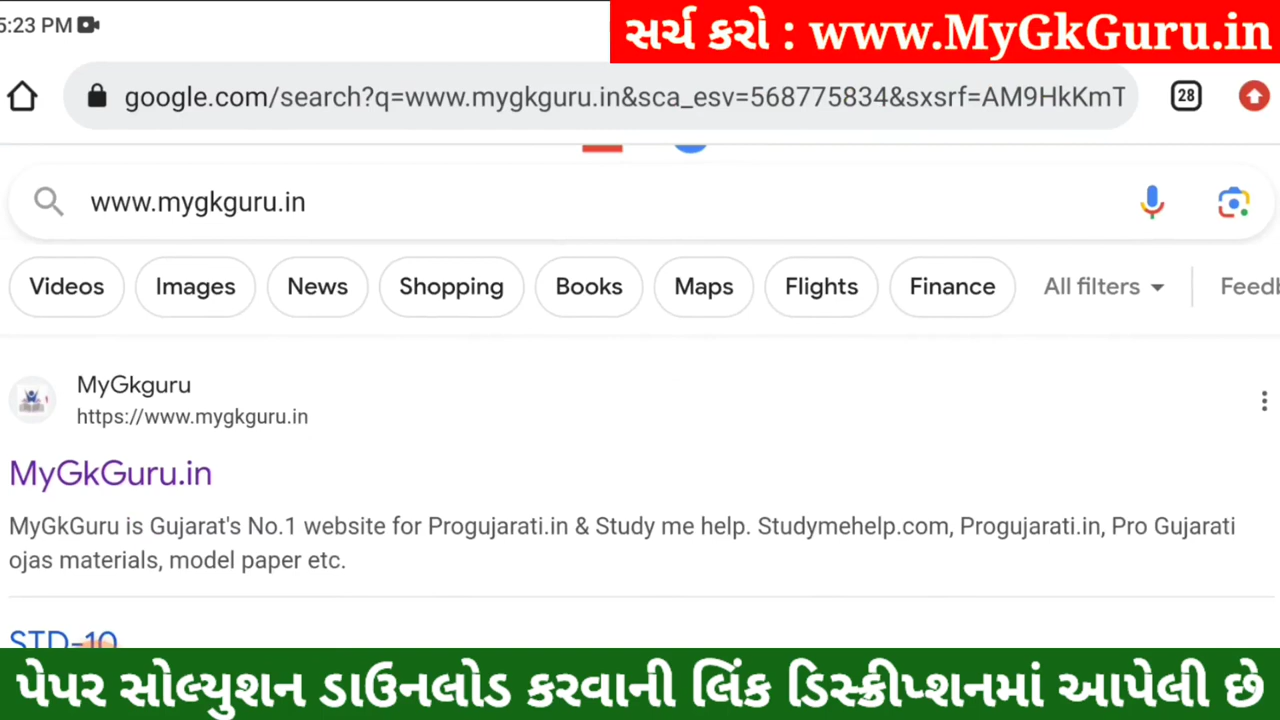 5:23 PM
સર્ચ કરો : www.MyGkGuru.in
google.com/search?q=www.mygkguru.in&sca_esv=568775834&sxsrf=AM9HkKmT
28
www.mygkguru.in
Videos Images News Shopping Books Maps Flights Finance All filters Feedb
MyGkguru
https://www.mygkguru.in
MyGkGuru.in
MyGkGuru is Gujarat's No.1 website for Progujarati.in & Study me help. Studymehelp.com, Progujarati.in, Pro Gujarati
ojas materials, model paper etc.
STD-10
પેપર સોલ્યુશન ડાઉનલોડ કરવાની લિંક ડિસ્ક્રીપ્શનમાં આપેલી છે